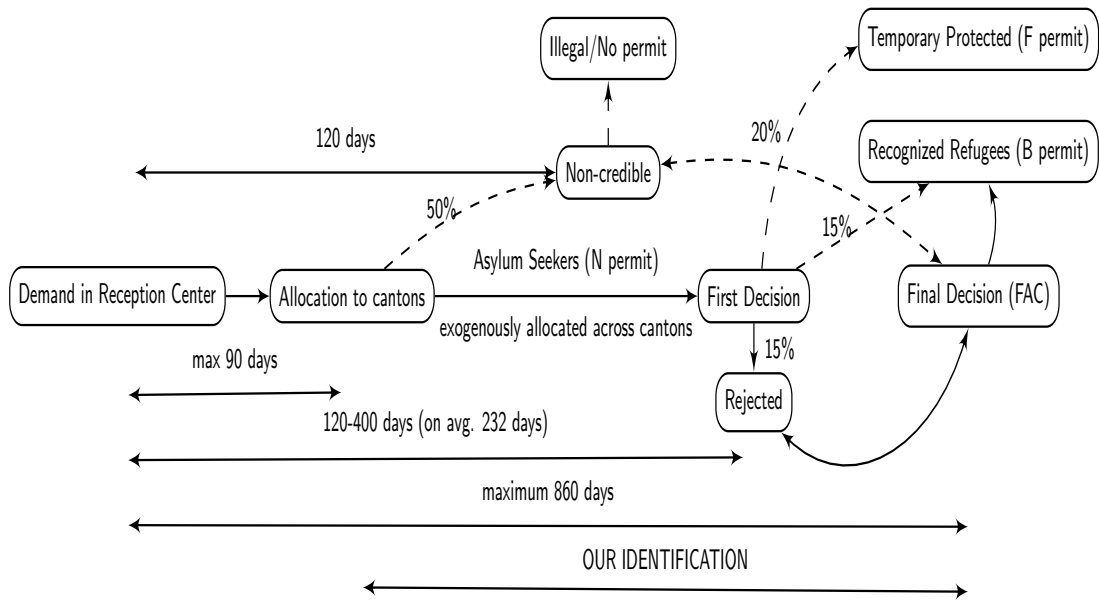 Temporary Protected (F permit)
Illegal/No permit
120 days
20%
Recognized Refugees (B permit)
Non-credible
50%
15%
Asylum Seekers (N permit)
Demand in Reception Center
Allocation to cantons
First Decision
Final Decision (FAC)
exogenously allocated across cantons
15%
max 90 days
Rejected
120-400 days (on avg. 232 days)
maximum 860 days
OUR IDENTIFICATION